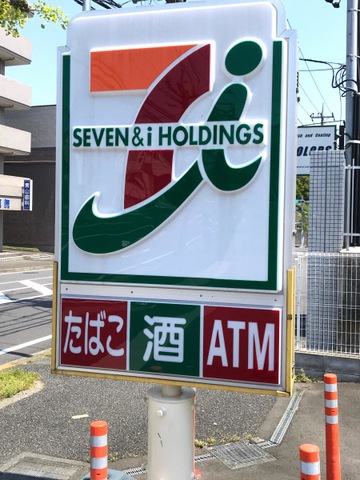 SEVEN & i HOLDINGS
たばこ
酒
ATM